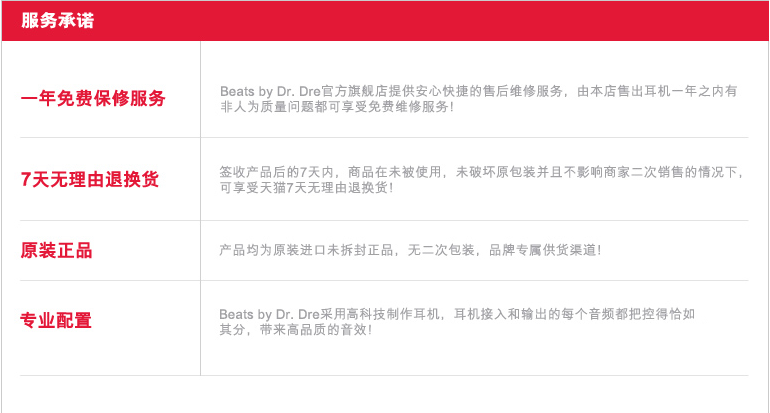 服务承诺
一年免费保修服务
Beats by Dr. Dre官方旗舰店提供安心快捷的售后维修服务，由本店售出耳机一年之内有
非人为质量问题都可享受免费维修服务！
7天无理由退换货
签收产品后的7天内，商品在未被使用，未破坏原包装并且不影响商家二次销售的情况下，
可享受天猫7天无理由退换货！
原装正品
产品均为原装进口未拆封正品，无二次包装，品牌专属供货渠道！
专业配置
Beats by Dr. Dre采用高科技制作耳机，耳机接入和输出的每个音频都把控得恰如
其分，带来高品质的音效！